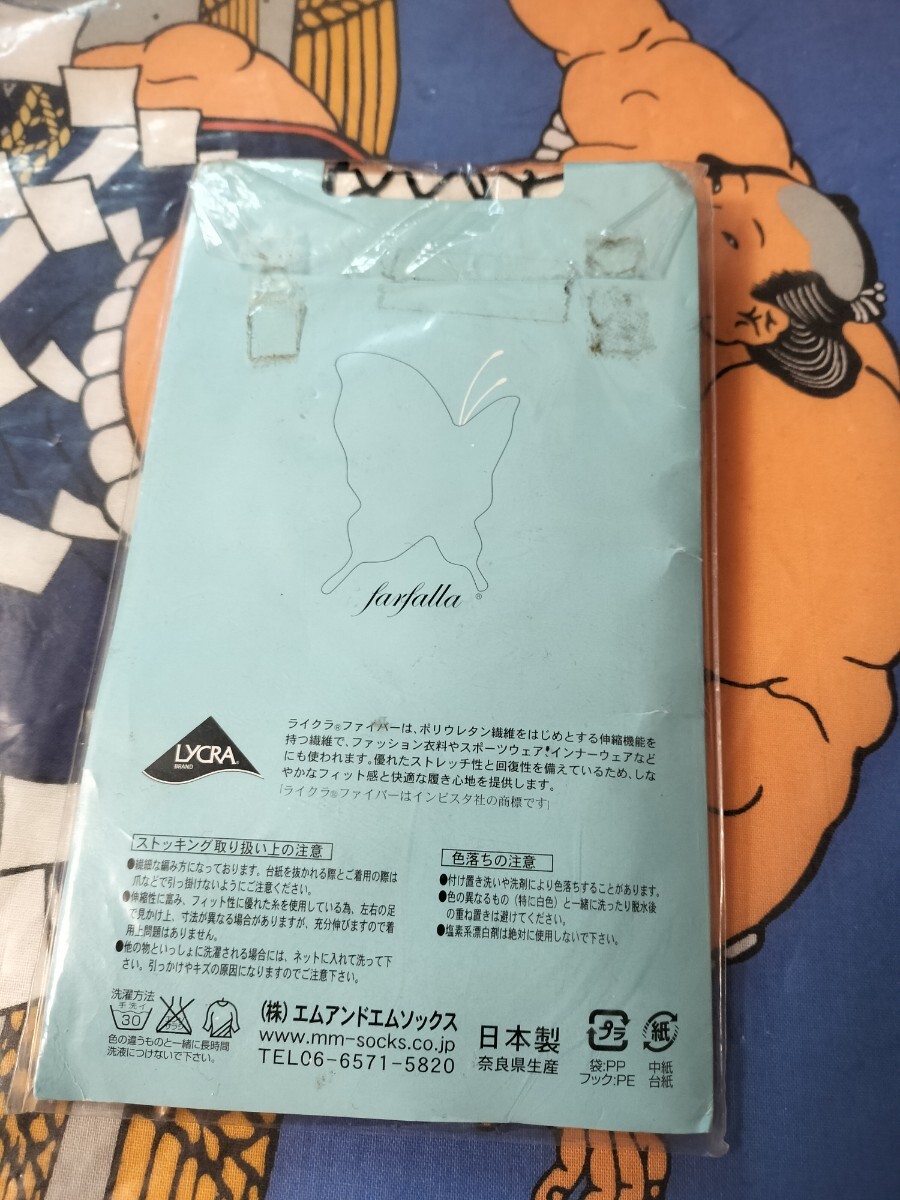 farfalla®
LYCRA®
BRAND
ライクラ®ファイバーは、ポリウレタン繊維をはじめとする伸縮機能を
持つ繊維で、ファッション衣料やスポーツウェア、インナーウェアなど
にも使われます。優れたストレッチ性と回復性を備えているため、しな
やかなフィット感と快適な履き心地を提供します。
「ライクラ®ファイバーはインビスタ社の商標です」
ストッキング取り扱い上の注意
●繊細な編み方になっております。台紙を抜かれる際とご着用の際は
爪などで引っ掛けないようにご注意ください。
●伸縮性に富み、フィット性に優れた糸を使用している為、左右の足
で見かけ上、寸法が異なる場合がありますが、充分伸びますので着
用上問題はありません。
●他の物といっしょに洗濯される場合には、ネットに入れて洗って下
さい。引っかけやキズの原因になりますのでご注意下さい。
色落ちの注意
●付け置き洗いや洗剤により色落ちすることがあります。
●色の異なるもの（特に白色）と一緒に洗ったり脱水後
の重ね置きは避けてください。
●塩素系漂白剤は絶対に使用しないで下さい。
洗濯方法
手洗イ
30
エンソ
サラシ
色の違うものと一緒に長時間
洗液につけないで下さい。
（株）エムアンドエムソックス
www.mm-socks.co.jp
TEL06-6571-5820
日本製
奈良県生産
プラ
袋:PP
フック:PE
紙
中紙
台紙